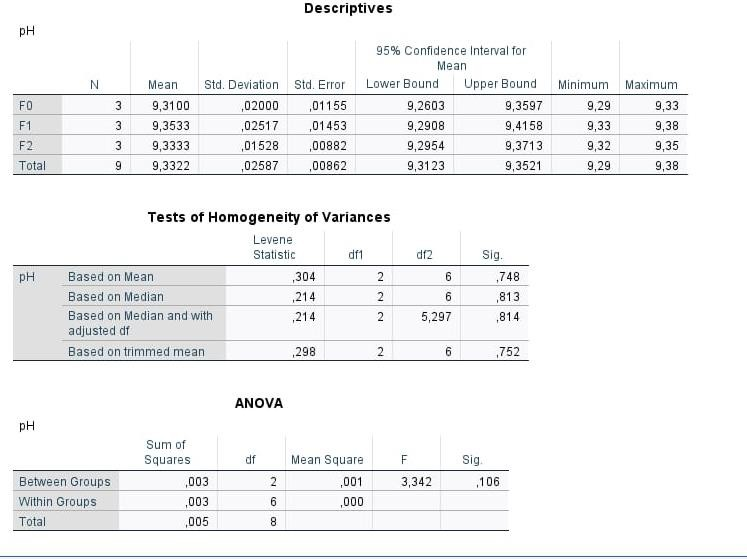 Descriptives
pH
95% Confidence Interval for
Mean
N Mean Std. Deviation Std. Error Lower Bound Upper Bound Minimum Maximum
F0 3 9,3100 ,02000 ,01155 9,2603 9,3597 9,29 9,33
F1 3 9,3533 ,02517 ,01453 9,2908 9,4158 9,33 9,38
F2 3 9,3333 ,01528 ,00882 9,2954 9,3713 9,32 9,35
Total 9 9,3322 ,02587 ,00862 9,3123 9,3521 9,29 9,38
Tests of Homogeneity of Variances
Levene
Statistic df1 df2 Sig.
pH Based on Mean ,304 2 6 ,748
Based on Median ,214 2 6 ,813
Based on Median and with ,214 2 5,297 ,814
adjusted df
Based on trimmed mean ,298 2 6 ,752
ANOVA
pH
Sum of
Squares df Mean Square F Sig.
Between Groups ,003 2 ,001 3,342 ,106
Within Groups ,003 6 ,000
Total ,005 8